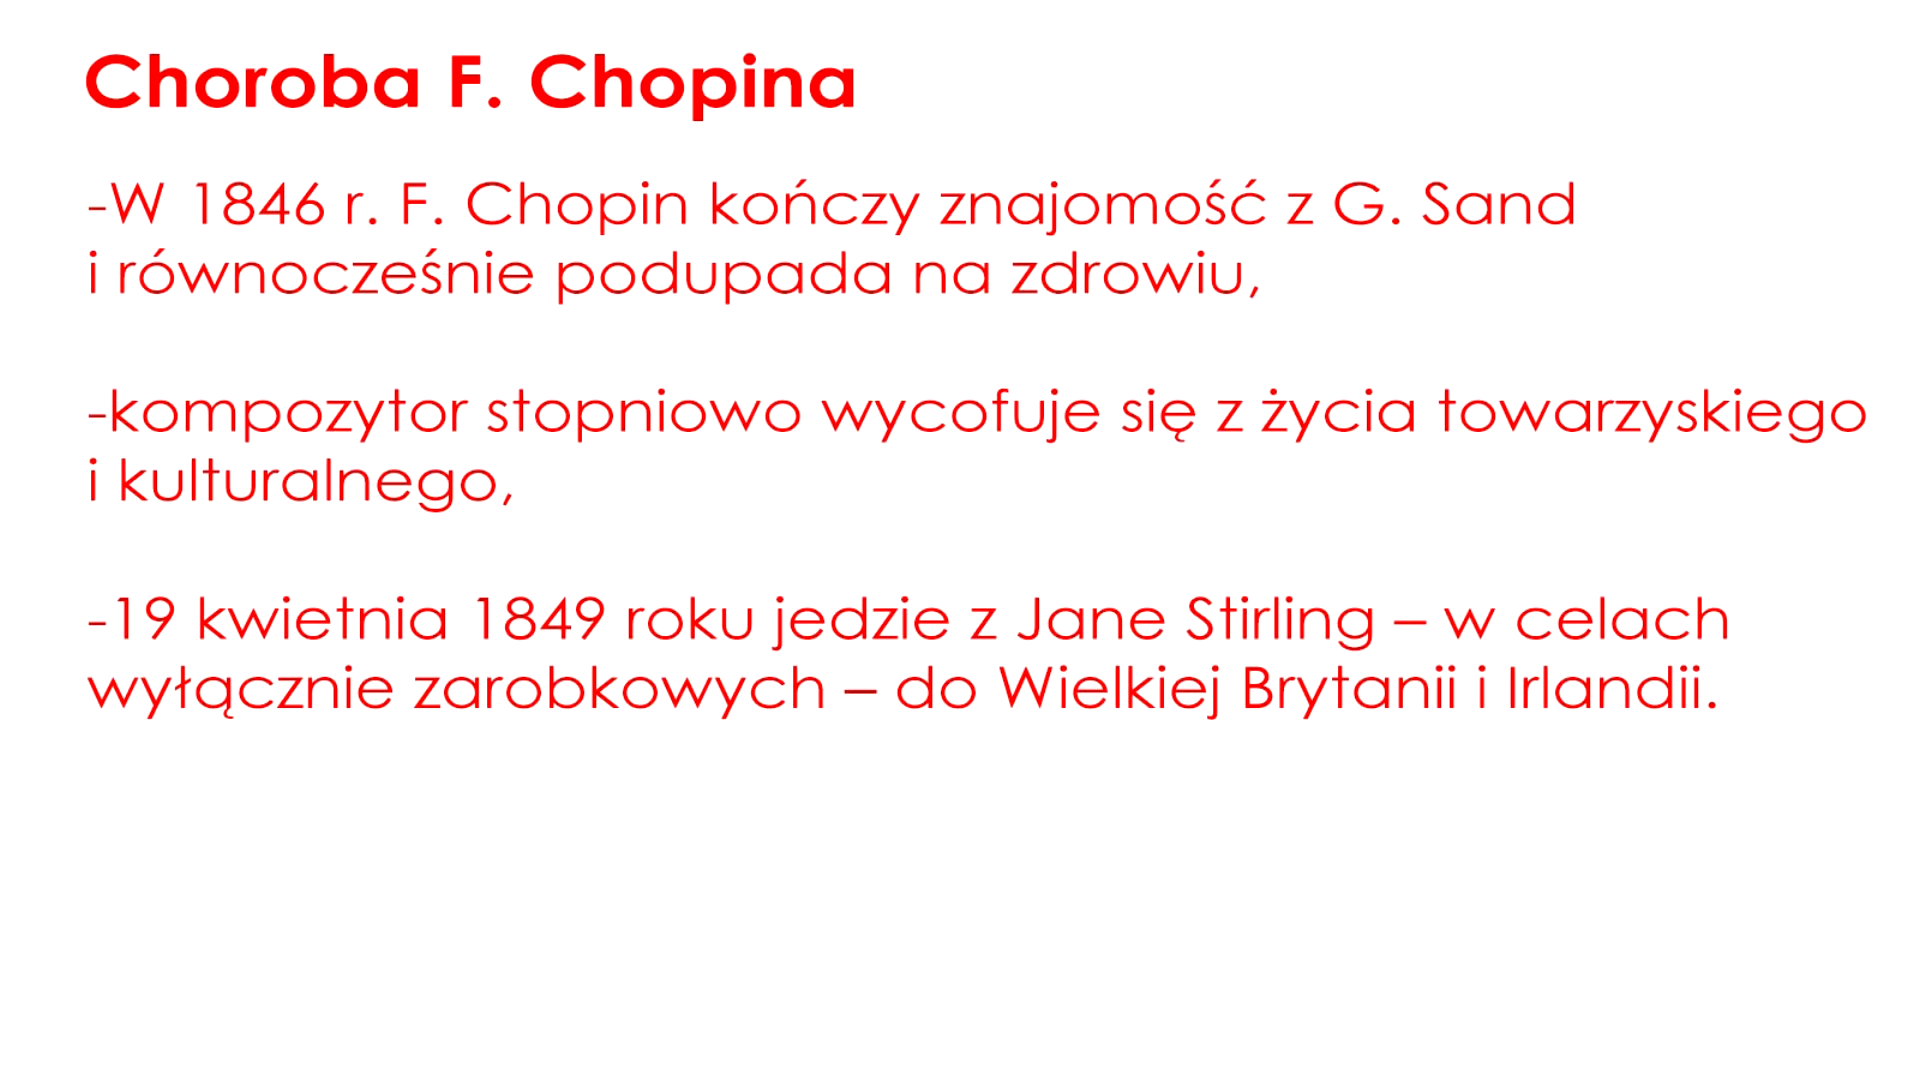 Choroba F. Chopina
-W 1846 r. F. Chopin kończy znajomość z G. Sand
i równocześnie podupada na zdrowiu,
-kompozytor stopniowo wycofuje się z życia towarzyskiego
i kulturalnego,
-19 kwietnia 1849 roku jedzie z Jane Stirling – w celach
wyłącznie zarobkowych – do Wielkiej Brytanii i Irlandii.